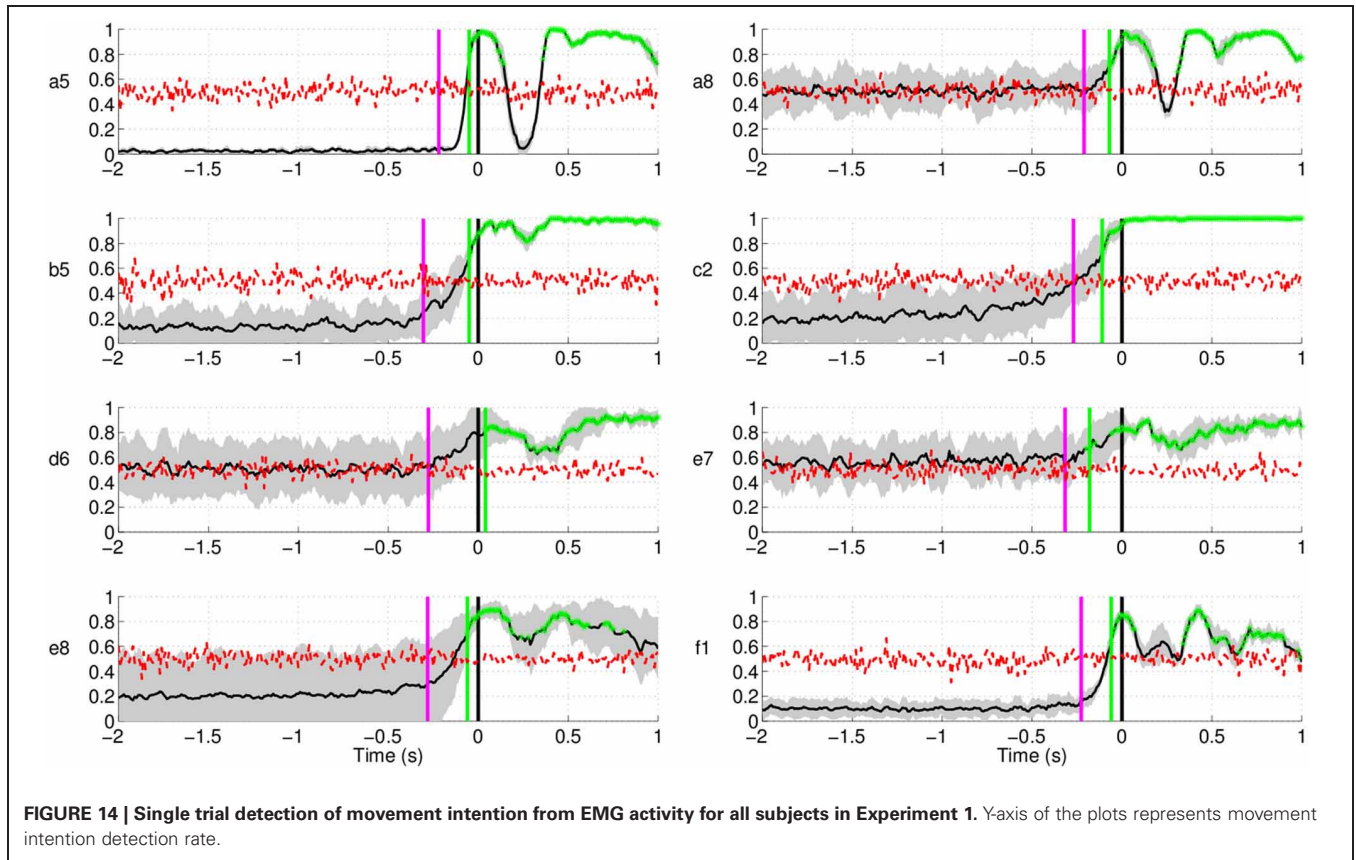 a5
1
0.8
0.6
0.4
0.2
0
−2 −1.5 −1 −0.5 0 0.5 1
a8
1
0.8
0.6
0.4
0.2
0
−2 −1.5 −1 −0.5 0 0.5 1
b5
1
0.8
0.6
0.4
0.2
0
−2 −1.5 −1 −0.5 0 0.5 1
c2
1
0.8
0.6
0.4
0.2
0
−2 −1.5 −1 −0.5 0 0.5 1
d6
1
0.8
0.6
0.4
0.2
0
−2 −1.5 −1 −0.5 0 0.5 1
e7
1
0.8
0.6
0.4
0.2
0
−2 −1.5 −1 −0.5 0 0.5 1
e8
1
0.8
0.6
0.4
0.2
0
−2 −1.5 −1 −0.5 0 0.5 1
Time (s)
f1
1
0.8
0.6
0.4
0.2
0
−2 −1.5 −1 −0.5 0 0.5 1
Time (s)
FIGURE 14 | Single trial detection of movement intention from EMG activity for all subjects in Experiment 1. Y-axis of the plots represents movement
intention detection rate.